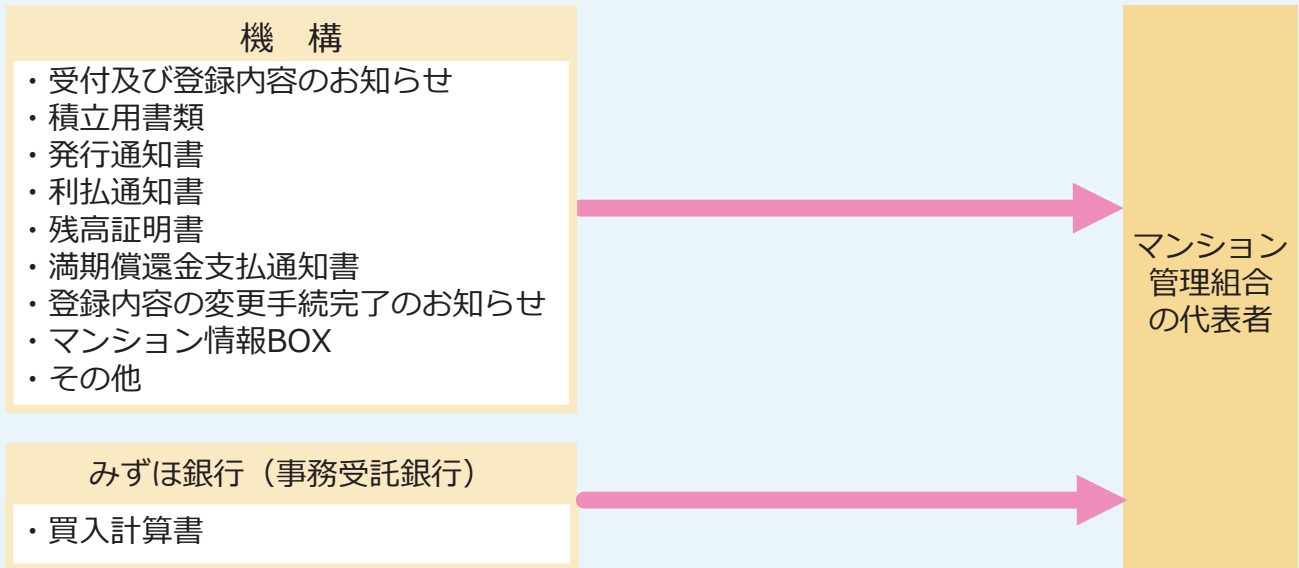 機　構
・受付及び登録内容のお知らせ
・積立用書類
・発行通知書
・利払通知書
・残高証明書
・満期償還金支払通知書
・登録内容の変更手続完了のお知らせ
・マンション情報BOX
・その他
みずほ銀行（事務受託銀行）
・買入計算書
マンション
管理組合
の代表者